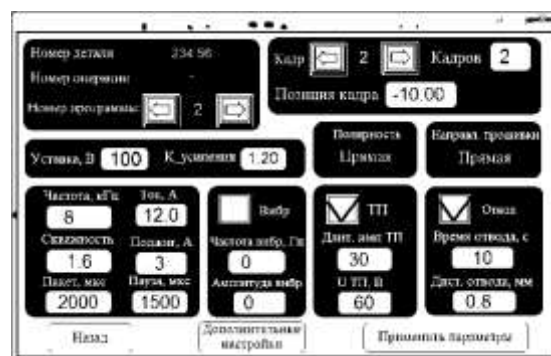 Номер детали 234 56
Номер операции -
Номер программы 2
Кадр 2 Кадров 2
Позиция кадра -10.00
Уставка, В 100 К_усиления 1.20
Полярность
Прямая
Направл. прошивки
Прямая
Частота, кГц Ток, А
8 12.0
Скважность Поджиг, А
1.6 3
Пакет, мкс Пауза, мкс
2000 1500
Вибр
Частота вибр, Гц
0
Амплитуда вибр
0
ТП
Длит. имп ТП
30
U ТП, В
60
Отвод
Время отвода, с
10
Дист. отвода, мм
0.8
Назад
Дополнительные
настройки
Применить параметры